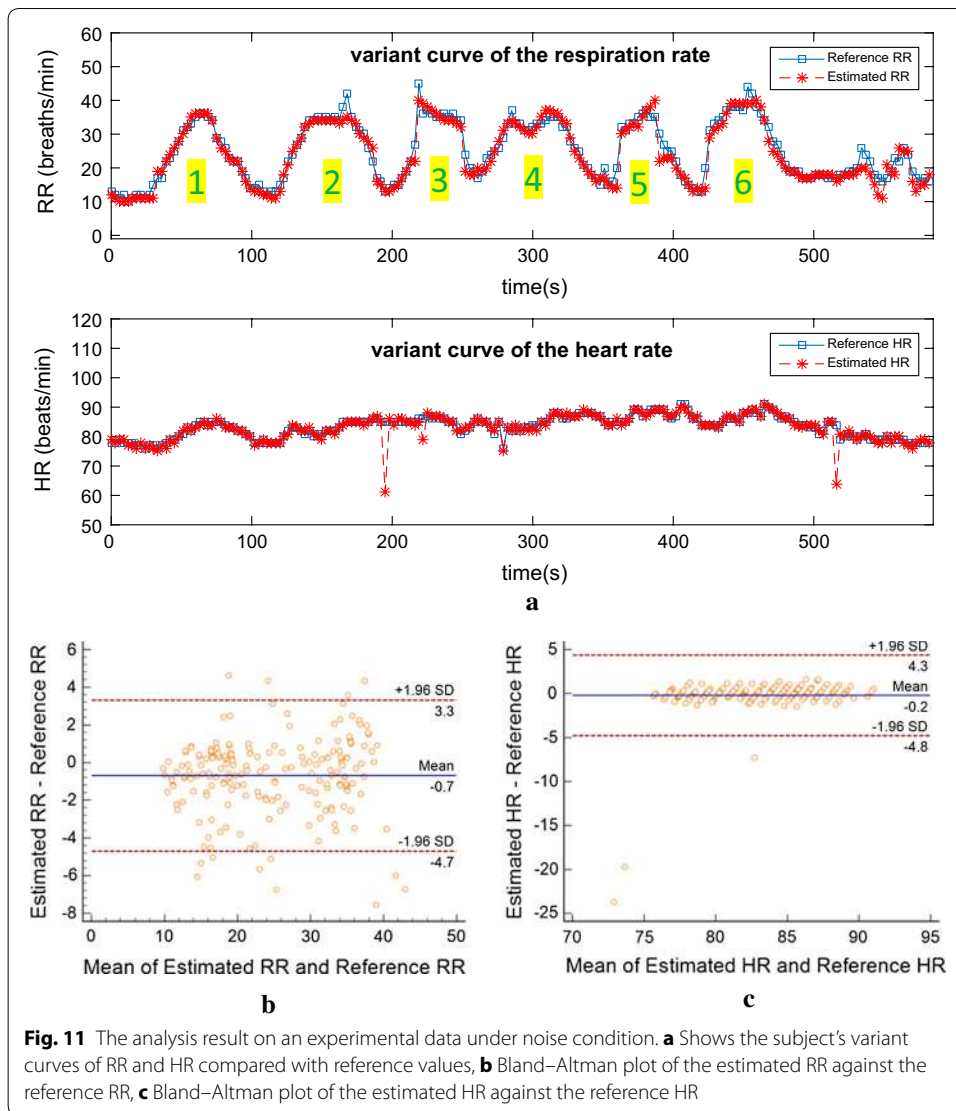 variant curve of the respiration rate
Reference RR
Estimated RR
RR (breaths/min)
60
50
40
30
20
10
0
1
2
3
4
5
6
0
100
200
300
400
500
time(s)
variant curve of the heart rate
Reference HR
Estimated HR
HR (beats/min)
120
110
100
90
80
70
60
50
0
100
200
300
400
500
time(s)
a
Estimated RR - Reference RR
6
4
2
0
-2
-4
-6
-8
+1.96 SD
3.3
Mean
-0.7
-1.96 SD
-4.7
0
10
20
30
40
50
Mean of Estimated RR and Reference RR
b
Estimated HR - Reference HR
5
0
-5
-10
-15
-20
-25
+1.96 SD
4.3
Mean
-0.2
-1.96 SD
-4.8
70
75
80
85
90
95
Mean of Estimated HR and Reference HR
c
Fig. 11 The analysis result on an experimental data under noise condition. a Shows the subject's variant
curves of RR and HR compared with reference values, b Bland–Altman plot of the estimated RR against the
reference RR, c Bland–Altman plot of the estimated HR against the reference HR